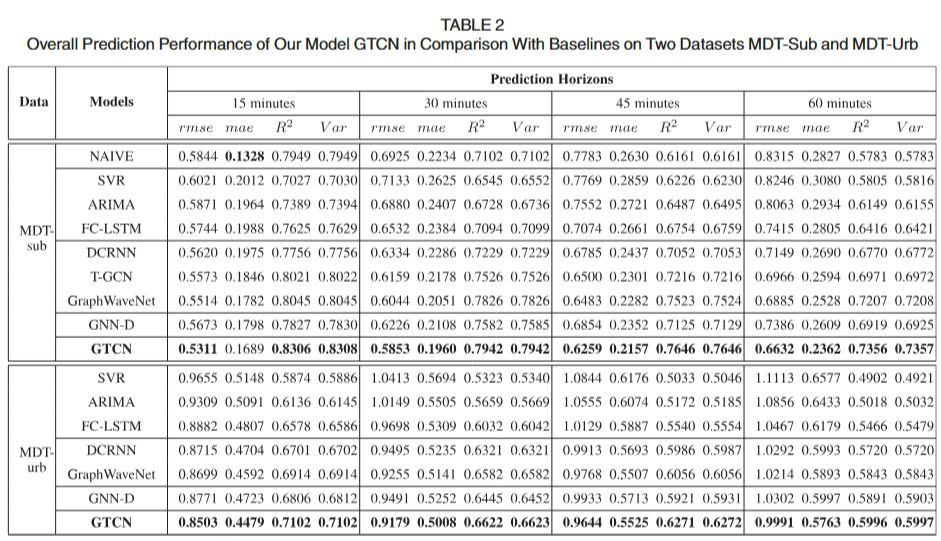 TABLE 2
Overall Prediction Performance of Our Model GTCN in Comparison With Baselines on Two Datasets MDT-Sub and MDT-Urb
Data Models Prediction Horizons
15 minutes 30 minutes 45 minutes 60 minutes
rmse mae R² Var rmse mae R² Var rmse mae R² Var rmse mae R² Var
MDT-sub
NAIVE 0.5844 0.1328 0.7949 0.7949 0.6925 0.2234 0.7102 0.7102 0.7783 0.2630 0.6161 0.6161 0.8315 0.2827 0.5783 0.5783
SVR 0.6021 0.2012 0.7027 0.7030 0.7133 0.2625 0.6545 0.6552 0.7769 0.2859 0.6226 0.6230 0.8246 0.3080 0.5805 0.5816
ARIMA 0.5871 0.1964 0.7389 0.7394 0.6880 0.2407 0.6728 0.6736 0.7552 0.2721 0.6487 0.6495 0.8063 0.2934 0.6149 0.6155
FC-LSTM 0.5744 0.1988 0.7625 0.7629 0.6532 0.2384 0.7094 0.7099 0.7074 0.2661 0.6754 0.6759 0.7415 0.2805 0.6416 0.6421
DCRNN 0.5620 0.1975 0.7756 0.7756 0.6334 0.2286 0.7229 0.7229 0.6785 0.2437 0.7052 0.7053 0.7149 0.2690 0.6770 0.6772
T-GCN 0.5573 0.1846 0.8021 0.8022 0.6159 0.2178 0.7526 0.7526 0.6500 0.2301 0.7216 0.7216 0.6966 0.2594 0.6971 0.6972
GraphWaveNet 0.5514 0.1782 0.8045 0.8045 0.6044 0.2051 0.7826 0.7826 0.6483 0.2282 0.7523 0.7524 0.6885 0.2528 0.7207 0.7208
GNN-D 0.5673 0.1798 0.7827 0.7830 0.6226 0.2108 0.7582 0.7585 0.6854 0.2352 0.7125 0.7129 0.7386 0.2609 0.6919 0.6925
GTCN 0.5311 0.1689 0.8306 0.8308 0.5853 0.1960 0.7942 0.7942 0.6259 0.2157 0.7646 0.7646 0.6632 0.2362 0.7356 0.7357
MDT-urb
SVR 0.9655 0.5148 0.5874 0.5886 1.0413 0.5694 0.5323 0.5340 1.0844 0.6176 0.5033 0.5046 1.1113 0.6577 0.4902 0.4921
ARIMA 0.9309 0.5091 0.6136 0.6145 1.0149 0.5505 0.5659 0.5669 1.0555 0.6074 0.5172 0.5185 1.0856 0.6433 0.5018 0.5032
FC-LSTM 0.8882 0.4807 0.6578 0.6586 0.9698 0.5309 0.6032 0.6042 1.0129 0.5887 0.5540 0.5554 1.0467 0.6179 0.5466 0.5479
DCRNN 0.8715 0.4704 0.6701 0.6702 0.9495 0.5235 0.6321 0.6321 0.9913 0.5693 0.5986 0.5987 1.0292 0.5993 0.5720 0.5720
GraphWaveNet 0.8699 0.4592 0.6914 0.6914 0.9255 0.5141 0.6582 0.6582 0.9768 0.5507 0.6056 0.6056 1.0214 0.5893 0.5843 0.5843
GNN-D 0.8771 0.4723 0.6806 0.6812 0.9491 0.5252 0.6445 0.6452 0.9933 0.5713 0.5921 0.5931 1.0302 0.5997 0.5891 0.5903
GTCN 0.8503 0.4479 0.7102 0.7102 0.9179 0.5008 0.6622 0.6623 0.9644 0.5525 0.6271 0.6272 0.9991 0.5763 0.5996 0.5997